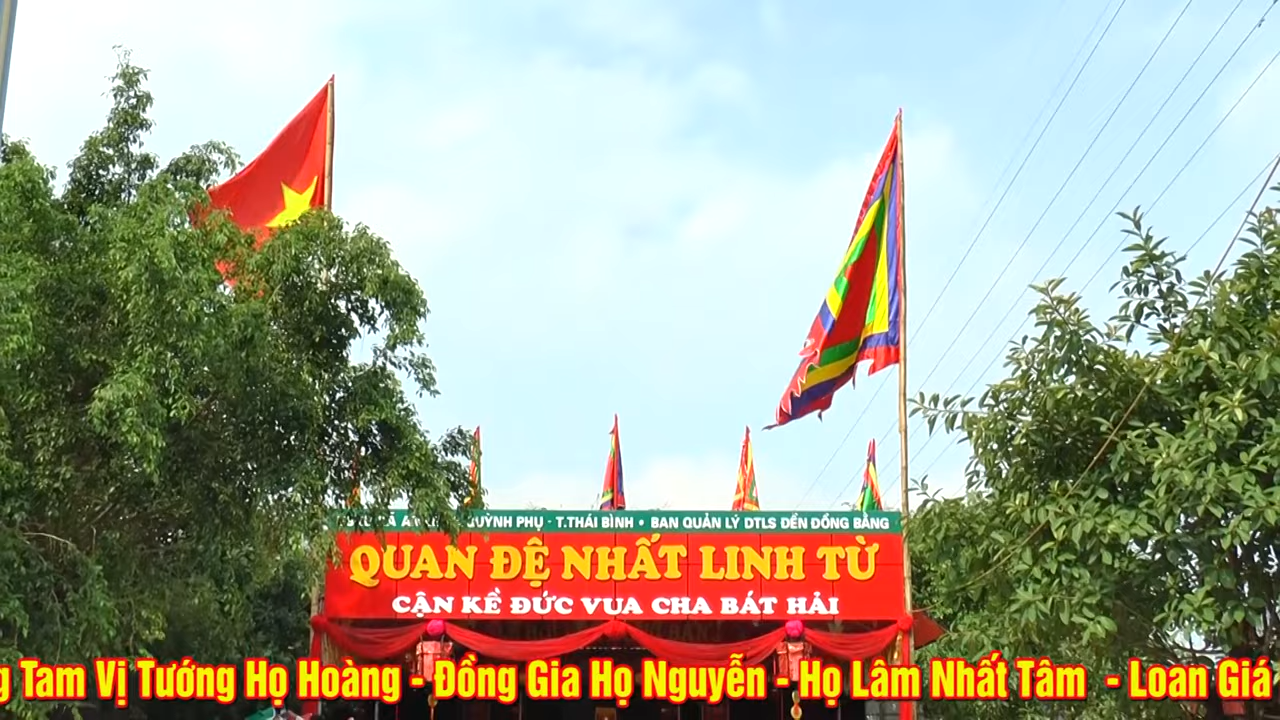 QUỲNH PHỤ - T.THÁI BÌNH • BAN QUẢN LÝ DTLS ĐỀN ĐỒNG BẰNG
QUAN ĐỆ NHẤT LINH TỪ
CẬN KỀ ĐỨC VUA CHA BÁT HẢI
Tam Vị Tướng Họ Hoàng - Đồng Gia Họ Nguyễn - Họ Lâm Nhất Tâm - Loan Giá